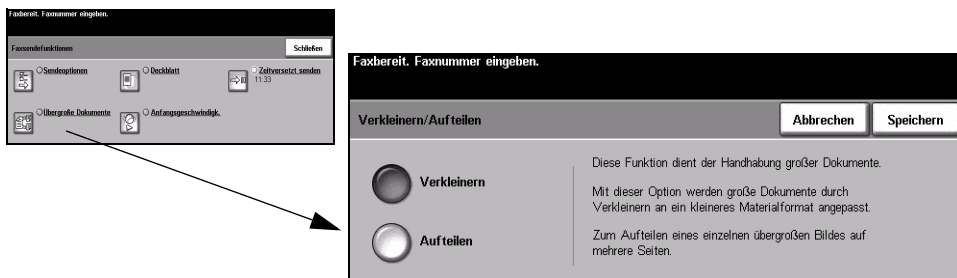 Faxbereit. Faxnummer eingeben.
Faxsendefunktionen
Schließen
Sendeoptionen
Deckblatt
Zeitversetzt senden
11:33
Übergroße Dokumente
Anfangsgeschwindigk.
Faxbereit. Faxnummer eingeben.
Verkleinern/Aufteilen
Abbrechen
Speichern
Verkleinern
Aufteilen
Diese Funktion dient der Handhabung großer Dokumente.
Mit dieser Option werden große Dokumente durch
Verkleinern an ein kleineres Materialformat angepasst.
Zum Aufteilen eines einzelnen übergroßen Bildes auf
mehrere Seiten.